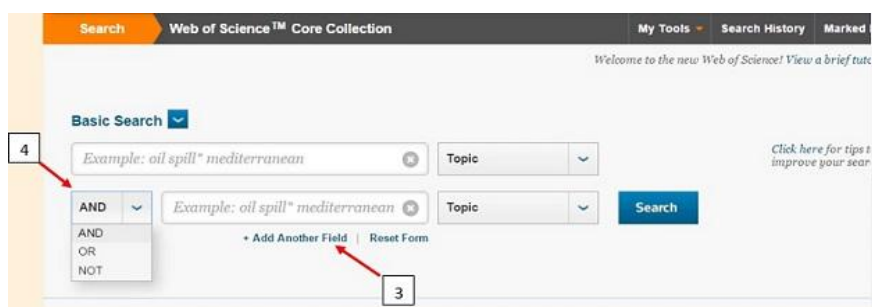 Search Web of Science™ Core Collection My Tools Search History Marked
Welcome to the new Web of Science! View a brief
Basic Search
4
Example: oil spill* mediterranean Topic
Click here for tips
improve your
AND Example: oil spill* mediterranean Topic Search
AND
OR
NOT
+ Add Another Field | Reset Form
3